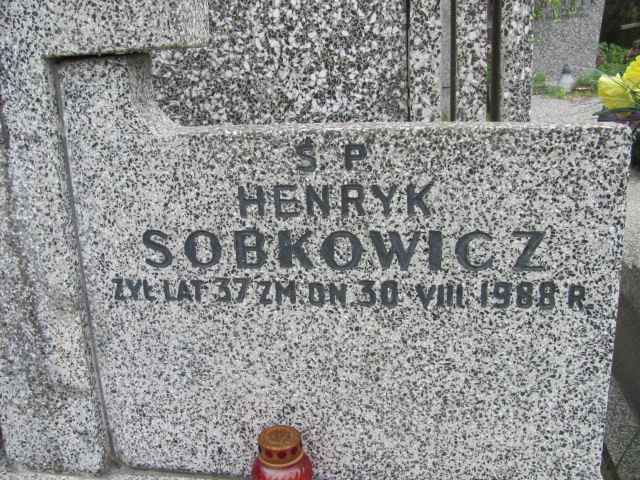 Ś P
HENRYK
SOBKOWICZ
ŻYŁ LAT 37 ZM DN 30 VIII 1988 R.